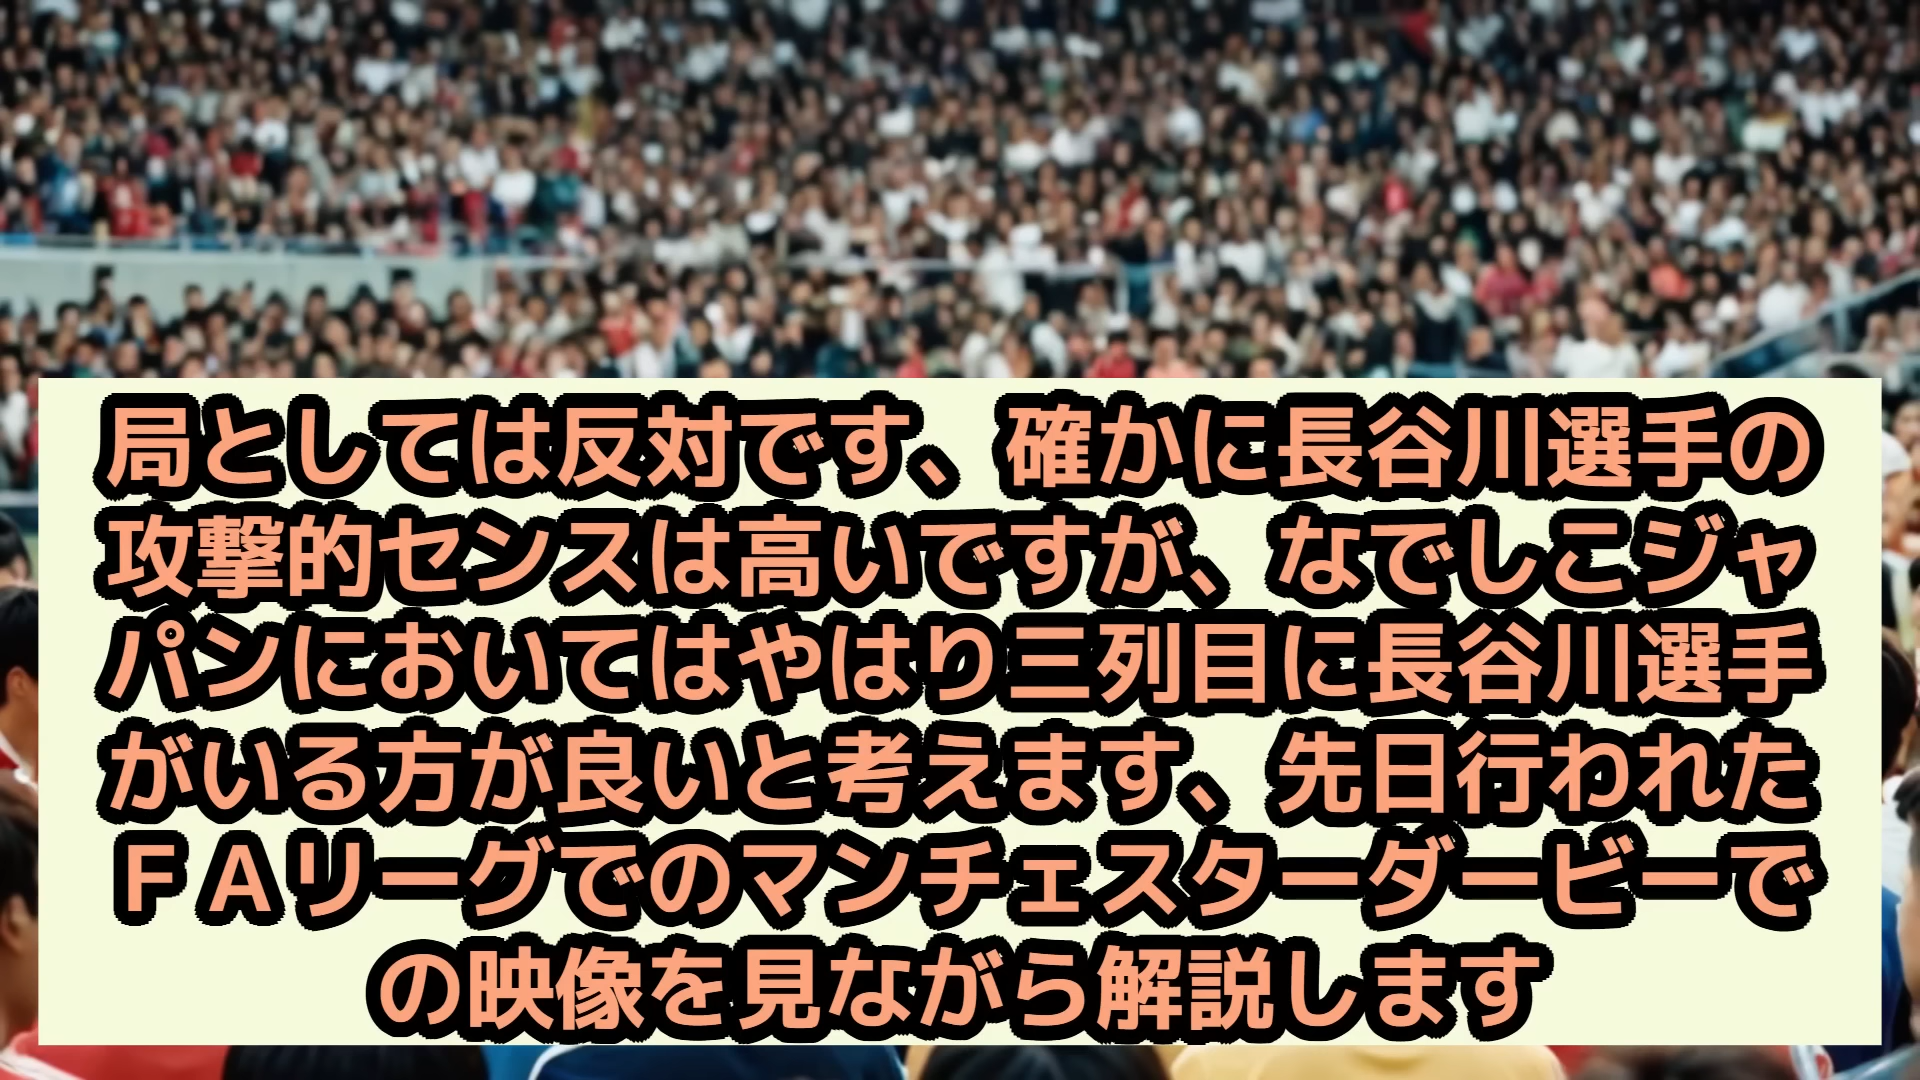 局としては反対です、確かに長谷川選手の
攻撃的センスは高いですが、なでしこジャ
パンにおいてはやはり三列目に長谷川選手
がいる方が良いと考えます、先日行われた
ＦＡリーグでのマンチェスターダービーで
の映像を見ながら解説します